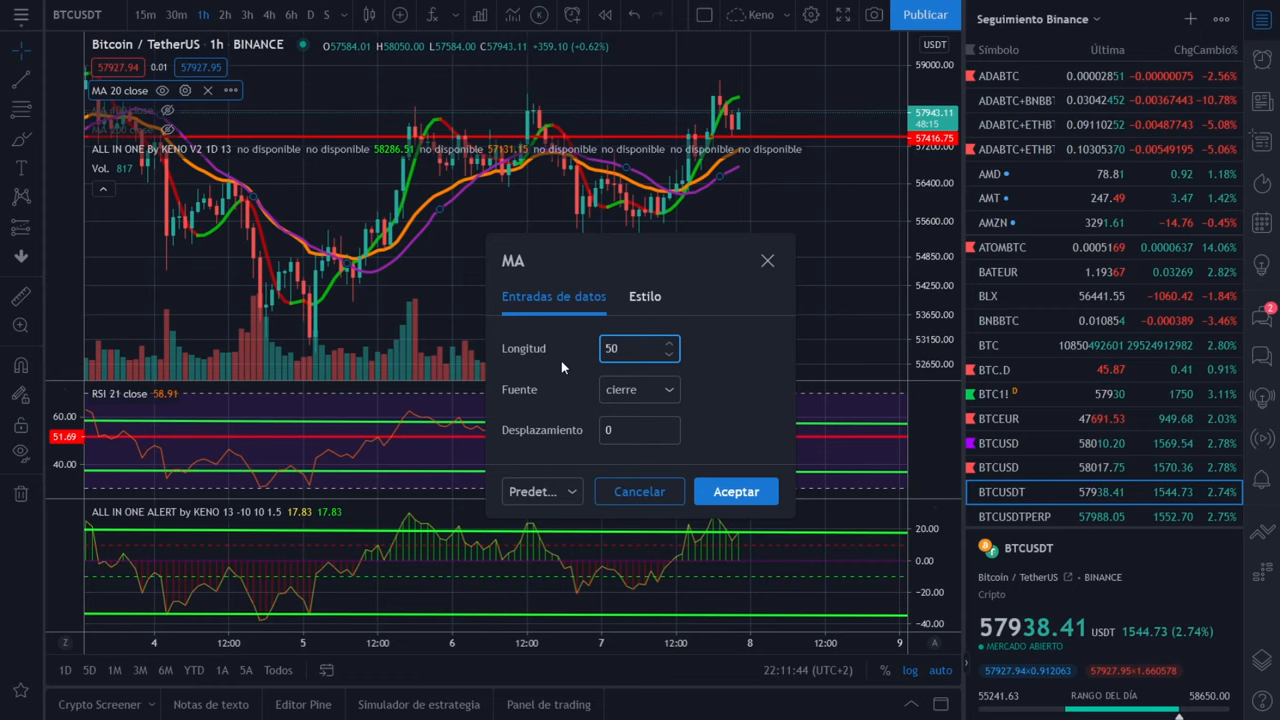 BTCUSDT 15m 30m 1h 2h 3h 4h 6h D S Keno Publicar
Bitcoin / TetherUS · 1h · BINANCE O57584.01 H58050.00 L57584.00 C57943.11 +359.10 (+0.62%)
57927.94 0.01 57927.95
MA 20 close
ALL IN ONE By KENO V2 1D 13 no disponible no disponible 58286.51 no disponible 57131.15 no disponible no disponible no disponible no disponible
Vol. 817
USDT
59000.00
57943.11
48:15
57416.75
57200.00
56400.00
55600.00
54850.00
54250.00
53650.00
53150.00
52650.00
MA
Entradas de datos Estilo
Longitud 50
Fuente cierre
Desplazamiento 0
Predet... Cancelar Aceptar
RSI 21 close 58.91
60.00
51.69
40.00
ALL IN ONE ALERT by KENO 13 -10 10 1.5 17.83 17.83
20.00
0.00
−20.00
−40.00
Z 4 12:00 5 12:00 6 12:00 7 12:00 8 12:00 9 A
1D 5D 1M 3M 6M YTD 1A 5A Todos 22:11:44 (UTC+2) % log auto
Crypto Screener Notas de texto Editor Pine Simulador de estrategia Panel de trading
Seguimiento Binance
Símbolo Última Chg Cambio%
ADABTC 0.00002851 −0.00000075 −2.56%
ADABTC+BNBB 0.03042452 −0.00367443 −10.78%
ADABTC+ETHB 0.09110252 −0.00487743 −5.08%
ADABTC+ETHB 0.10305370 −0.00549195 −5.06%
AMD 78.81 0.92 1.18%
AMT 247.49 3.47 1.42%
AMZN 3291.61 −14.76 −0.45%
ATOMBTC 0.0005169 0.0000637 14.06%
BATEUR 1.19367 0.03269 2.82%
BLX 56441.55 −1060.42 −1.84%
BNBBTC 0.010854 −0.000389 −3.46%
BTC 10850492601 29524912982 2.80%
BTC.D 45.87 0.41 0.91%
BTC1! D 57930 1750 3.11%
BTCEUR 47691.53 949.68 2.03%
BTCUSD 58010.20 1569.54 2.78%
BTCUSD 58017.75 1570.36 2.78%
BTCUSDT 57938.41 1544.73 2.74%
BTCUSDTPERP 57988.05 1552.70 2.75%
BTCUSDT
Bitcoin / TetherUS • BINANCE
Cripto
57938.41 USDT 1544.73 (2.74%)
MERCADO ABIERTO
57927.94×0.912063 57927.95×1.660578
55241.63 RANGO DEL DÍA 58650.00
2